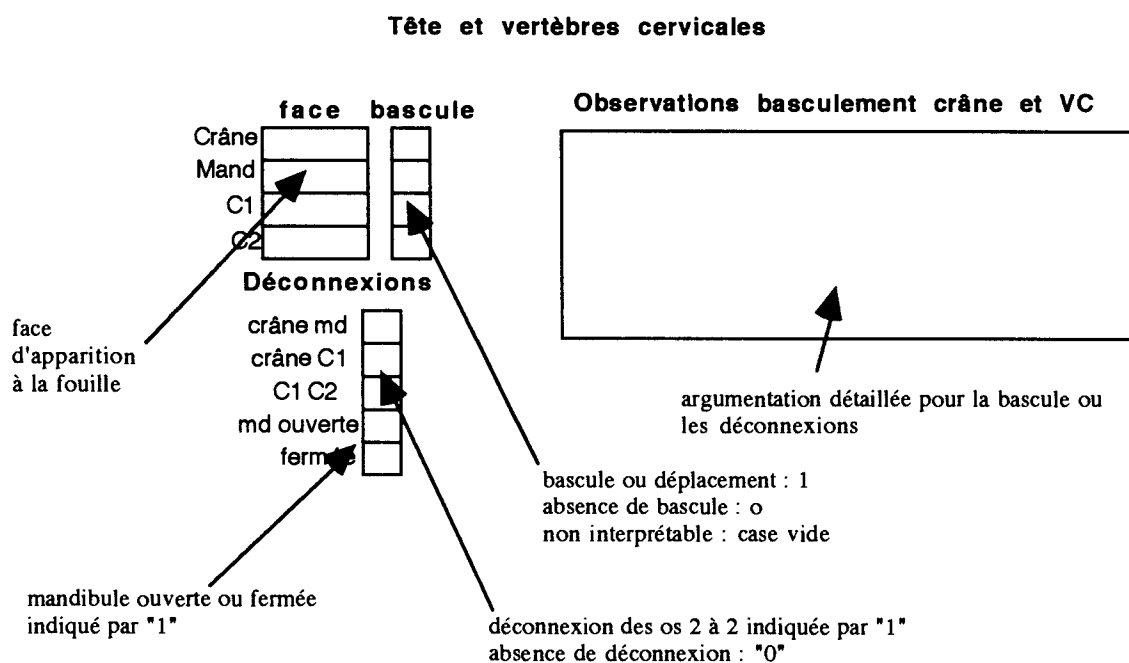 Tête et vertèbres cervicales
face bascule
Observations basculement crâne et VC
Crâne
Mand
C1
C2
Déconnexions
crâne md
crâne C1
C1 C2
md ouverte
fermée
face
d'apparition
à la fouille
argumentation détaillée pour la bascule ou
les déconnexions
bascule ou déplacement : 1
absence de bascule : o
non interprétable : case vide
mandibule ouverte ou fermée
indiqué par "1"
déconnexion des os 2 à 2 indiquée par "1"
absence de déconnexion : "0"